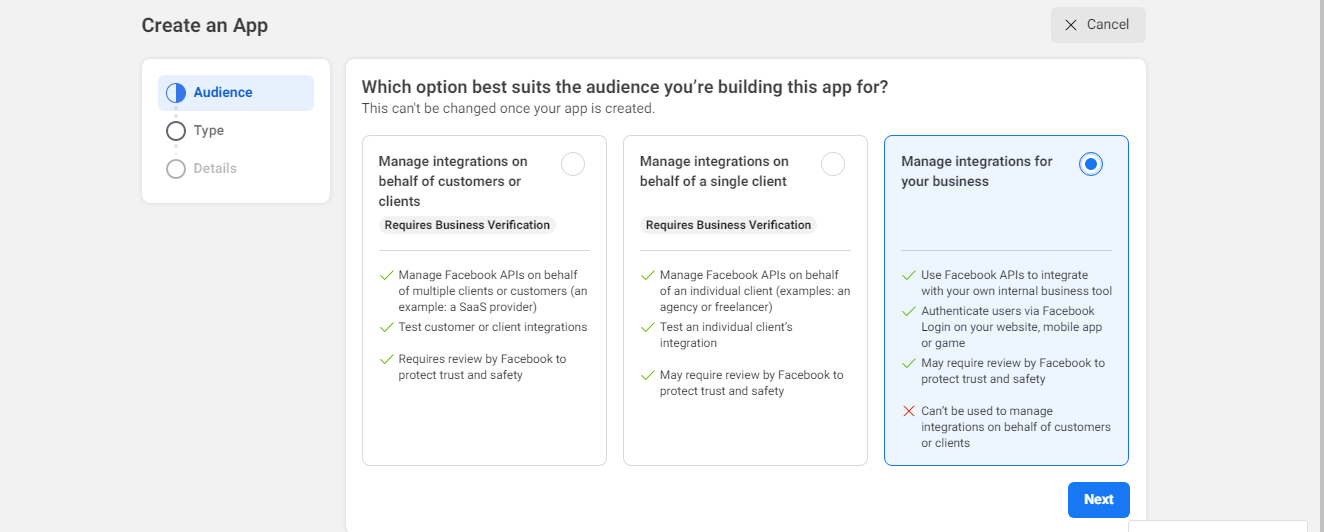 Create an App
Cancel
Audience
Type
Details
Which option best suits the audience you’re building this app for?
This can't be changed once your app is created.
Manage integrations on
behalf of customers or
clients
Requires Business Verification
Manage Facebook APIs on behalf
of multiple clients or customers (an
example: a SaaS provider)
Test customer or client integrations
Requires review by Facebook to
protect trust and safety
Manage integrations on
behalf of a single client
Requires Business Verification
Manage Facebook APIs on behalf
of an individual client (examples: an
agency or freelancer)
Test an individual client’s
integration
May require review by Facebook to
protect trust and safety
Manage integrations for
your business
Use Facebook APIs to integrate
with your own internal business tool
Authenticate users via Facebook
Login on your website, mobile app
or game
May require review by Facebook to
protect trust and safety
Can’t be used to manage
integrations on behalf of customers
or clients
Next